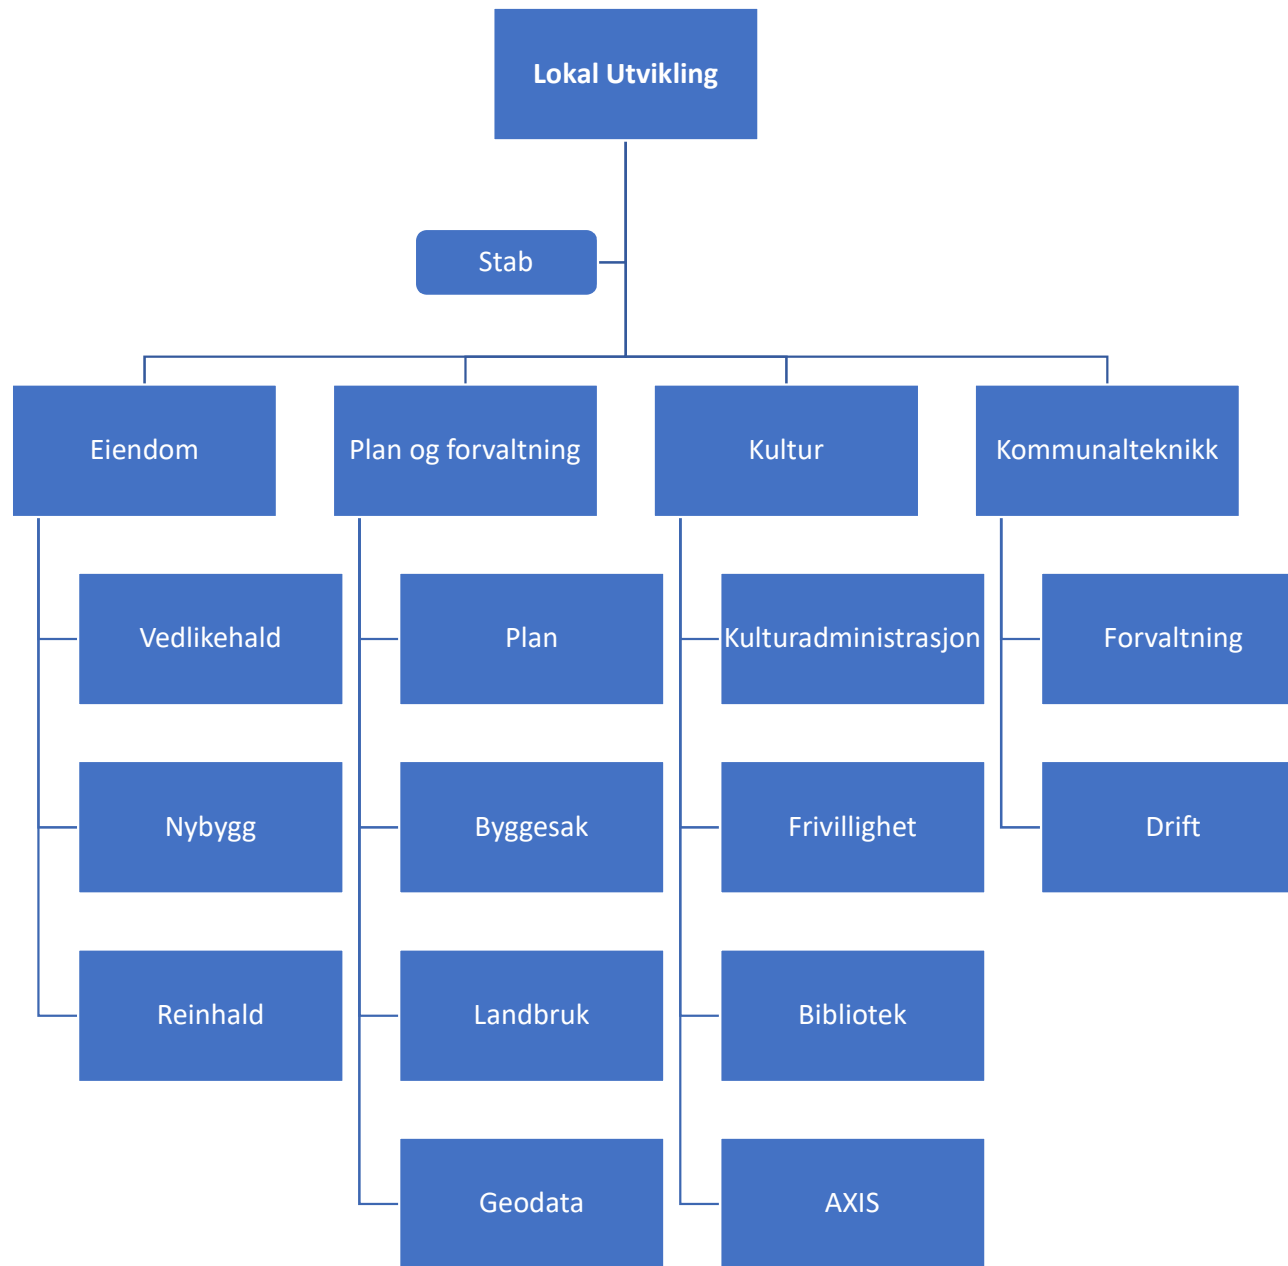 Lokal Utvikling
Stab
Eiendom
Plan og forvaltning
Kultur
Kommunalteknikk
Vedlikehald
Plan
Kulturadministrasjon
Forvaltning
Nybygg
Byggesak
Frivillighet
Drift
Reinhald
Landbruk
Bibliotek
Geodata
AXIS